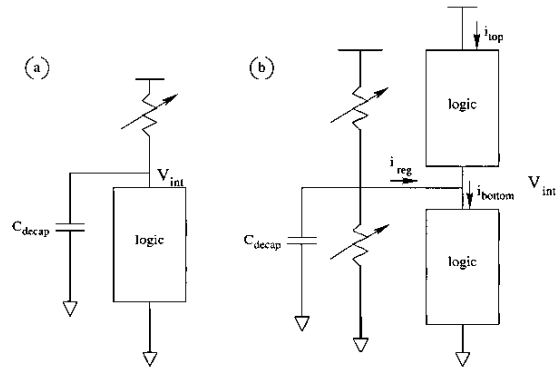 (a)
V_int
C_decap
logic
(b)
i_top
logic
i_reg
V_int
i_bottom
C_decap
logic